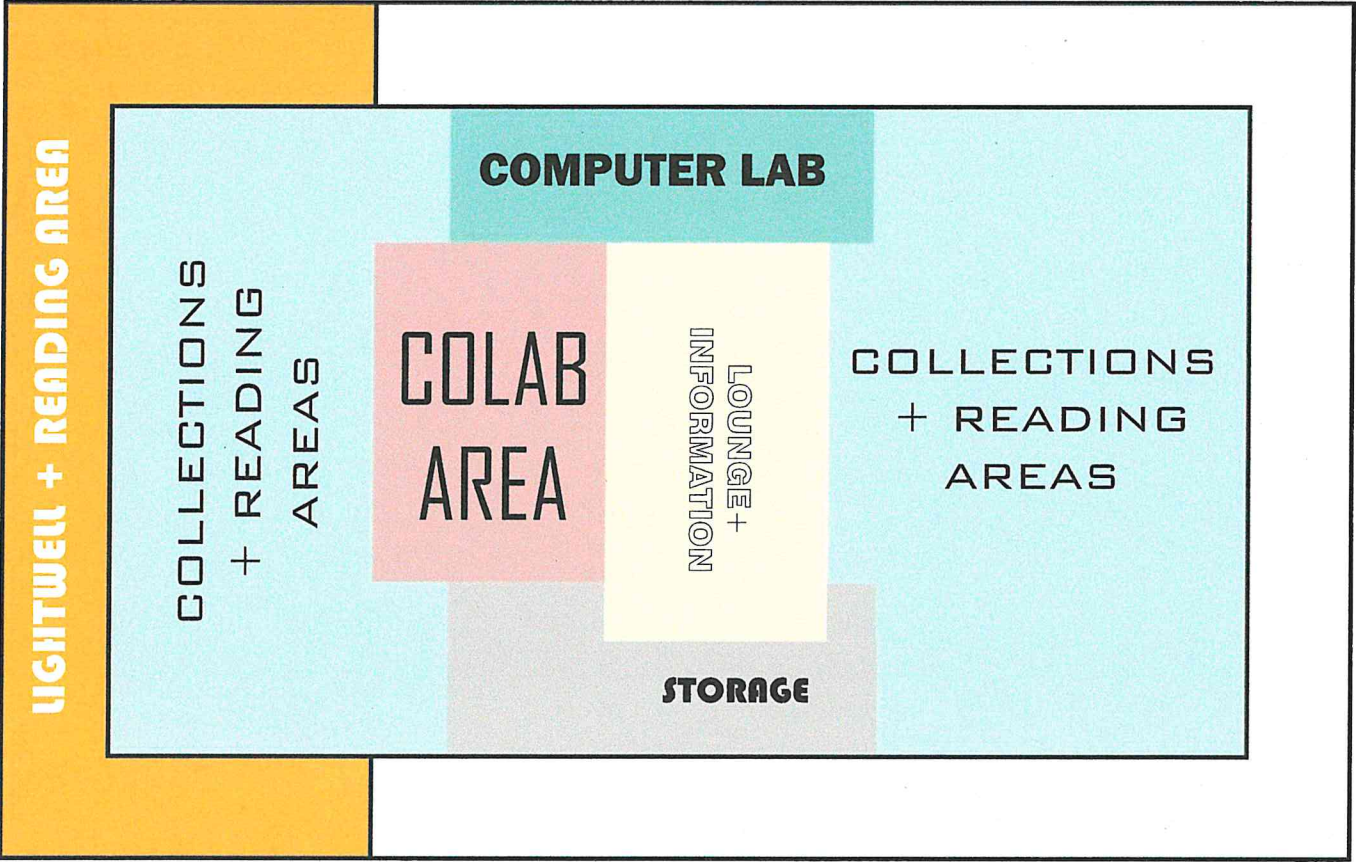 LIGHTWELL + READING AREA
COLLECTIONS
+ READING
AREAS
COMPUTER LAB
COLAB
AREA
LOUNGE+
INFORMATION
COLLECTIONS
+ READING
AREAS
STORAGE